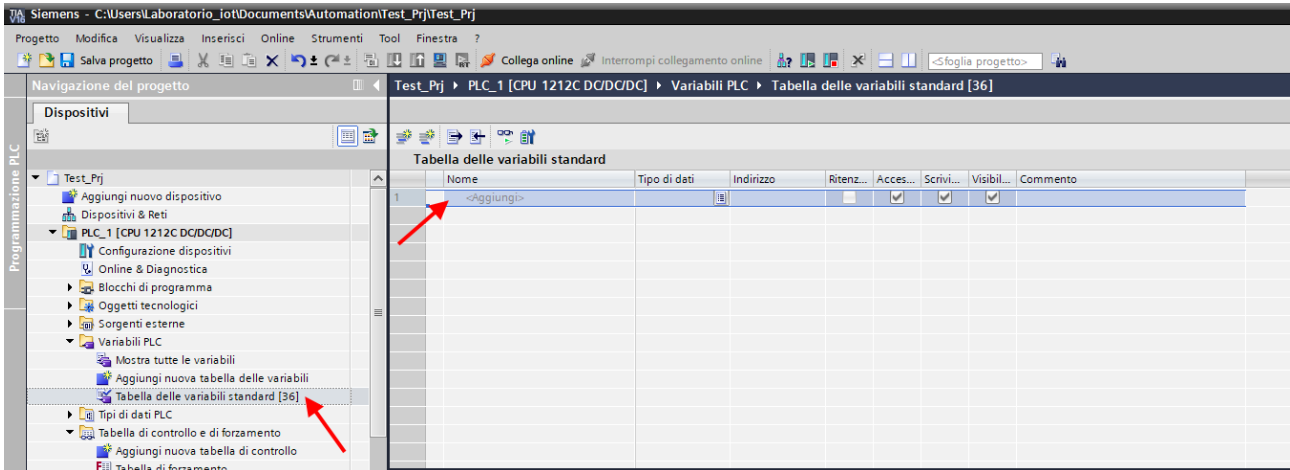 Siemens - C:\Users\Laboratorio_iot\Documents\Automation\Test_Prj\Test_Prj
Progetto Modifica Visualizza Inserisci Online Strumenti Tool Finestra ?
Salva progetto Collega online Interrompi collegamento online <Sfoglia progetto>
Navigazione del progetto
Test_Prj ▸ PLC_1 [CPU 1212C DC/DC/DC] ▸ Variabili PLC ▸ Tabella delle variabili standard [36]
Dispositivi
Programmazione PLC
Test_Prj
Aggiungi nuovo dispositivo
Dispositivi & Reti
PLC_1 [CPU 1212C DC/DC/DC]
Configurazione dispositivi
Online & Diagnostica
Blocchi di programma
Oggetti tecnologici
Sorgenti esterne
Variabili PLC
Mostra tutte le variabili
Aggiungi nuova tabella delle variabili
Tabella delle variabili standard [36]
Tipi di dati PLC
Tabella di controllo e di forzamento
Aggiungi nuova tabella di controllo
Tabella di forzamento
Tabella delle variabili standard
Nome Tipo di dati Indirizzo Ritenz... Acces... Scrivi... Visibil... Commento
1 <Aggiungi>